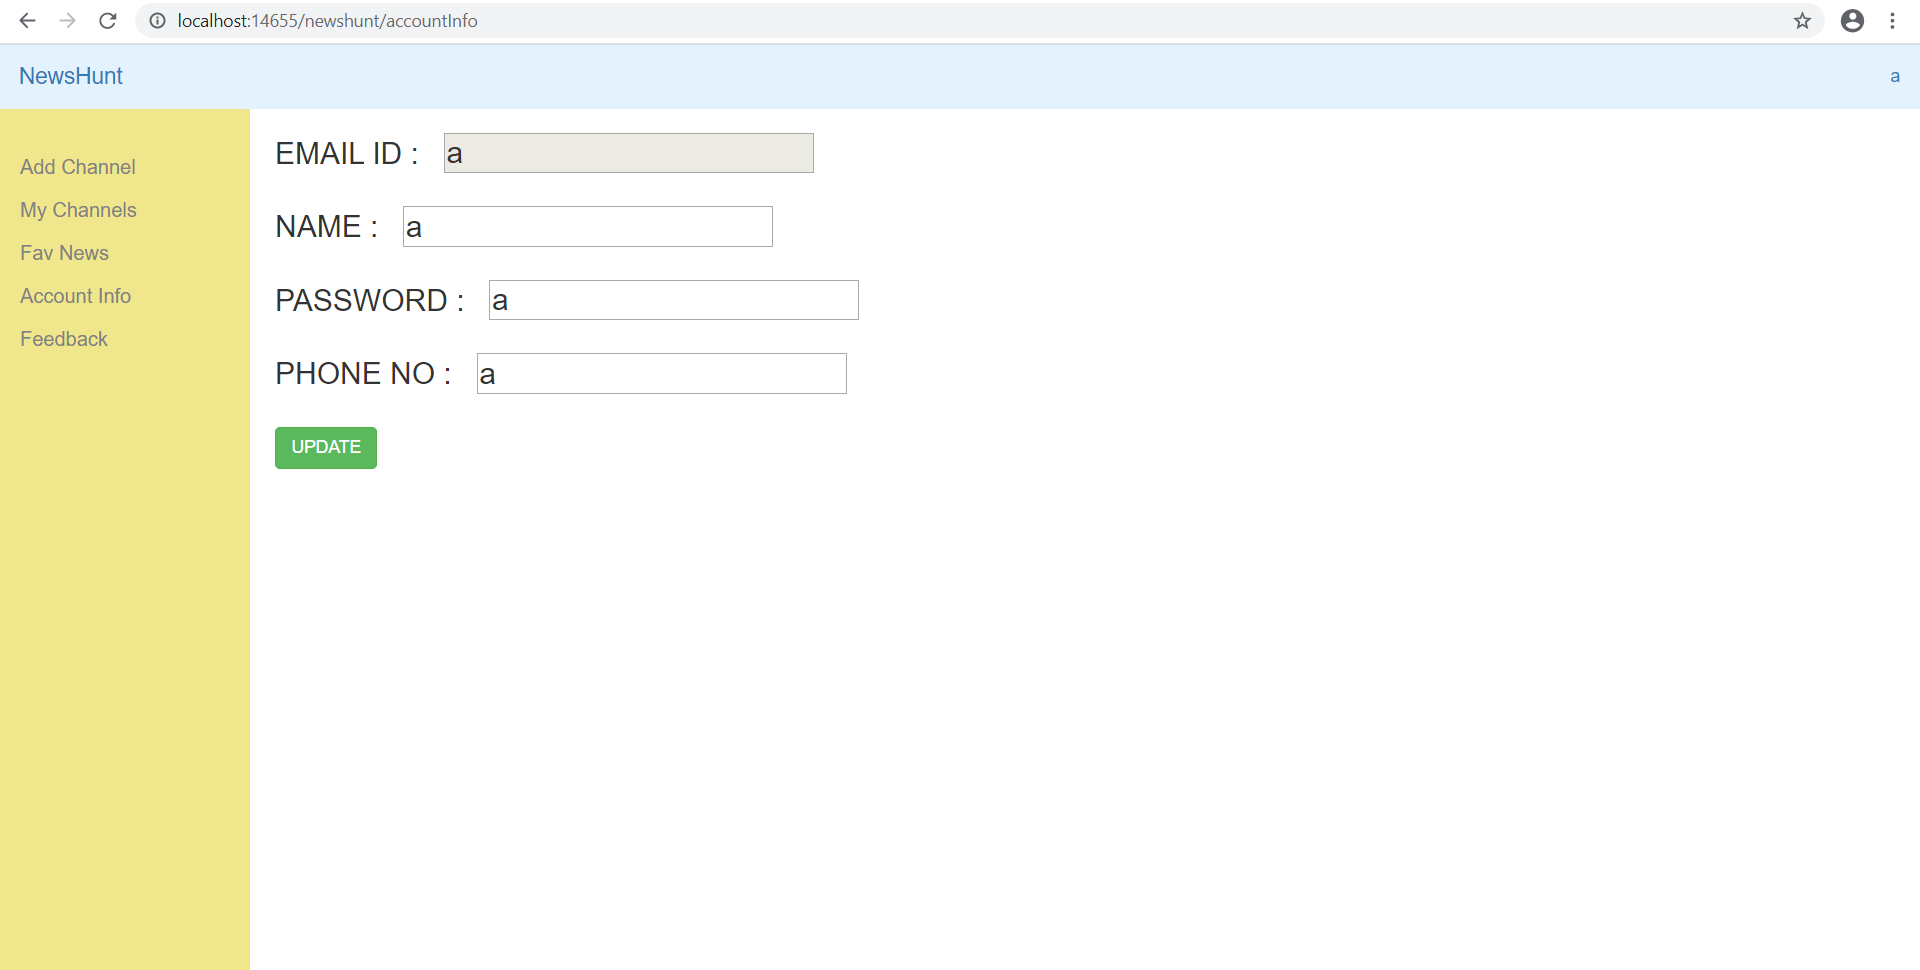 localhost:14655/newshunt/accountInfo
NewsHunt a
Add Channel
My Channels
Fav News
Account Info
Feedback
EMAIL ID : a
NAME : a
PASSWORD : a
PHONE NO : a
UPDATE